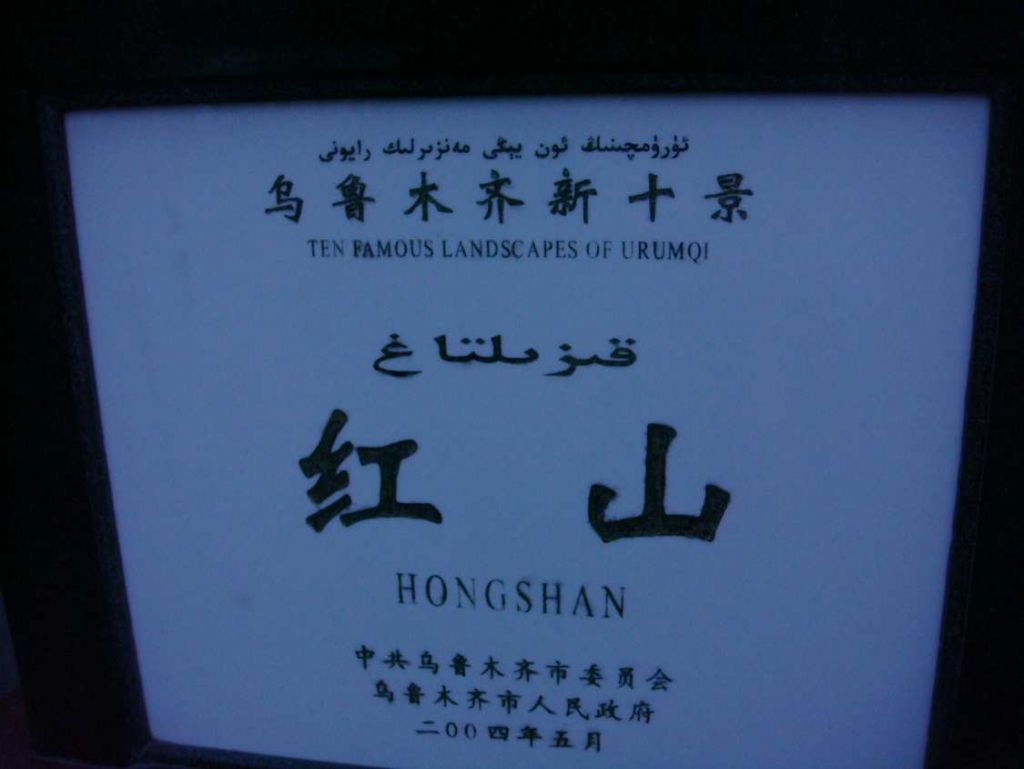 ئۈرۈمچىنىڭ ئون يېڭى مەنزىرىلىك رايونى
乌鲁木齐新十景
TEN FAMOUS LANDSCAPES OF URUMQI
قىزىلتاغ
红山
HONGSHAN
中共乌鲁木齐市委员会
乌鲁木齐市人民政府
二00四年五月